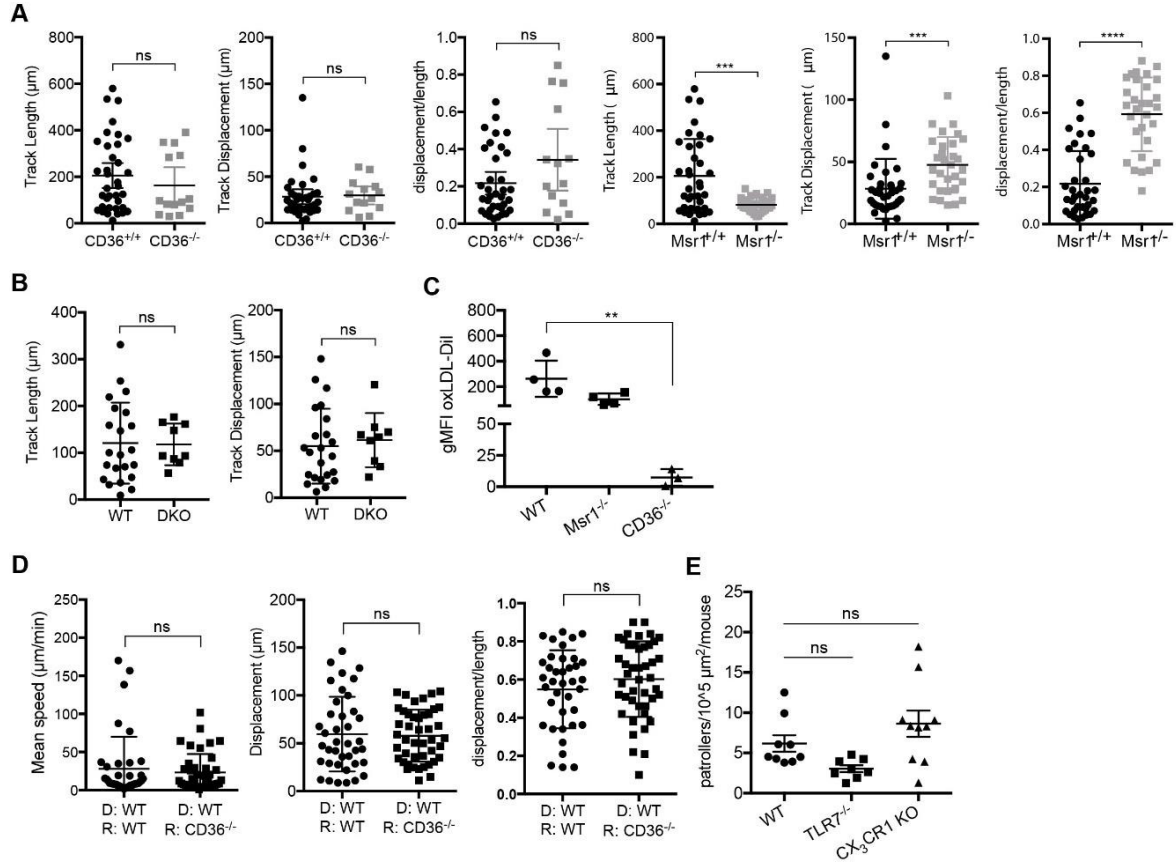 A
Track Length (µm)
800
600
400
200
0
ns
CD36+/+ CD36-/-
Track Displacement (µm)
200
150
100
50
0
ns
CD36+/+ CD36-/-
displacement/length
1.0
0.8
0.6
0.4
0.2
0.0
ns
CD36+/+ CD36-/-
Track Length ( µm)
800
600
400
200
0
***
Msr1+/+ Msr1-/-
Track Displacement ( µm)
150
100
50
0
***
Msr1+/+ Msr1-/-
displacement/length
1.0
0.8
0.6
0.4
0.2
0.0
****
Msr1+/+ Msr1-/-
B
Track Length (µm)
400
300
200
100
0
ns
WT DKO
Track Displacement (µm)
200
150
100
50
0
ns
WT DKO
C
gMFI oxLDL-DiI
800
600
400
200
50
25
0
**
WT Msr1-/- CD36-/-
D
Mean speed (µm/min)
250
200
150
100
50
0
ns
D: WT D: WT
R: WT R: CD36-/-
Displacement (µm)
200
150
100
50
0
ns
D: WT D: WT
R: WT R: CD36-/-
displacement/length
1.0
0.8
0.6
0.4
0.2
0.0
ns
D: WT D: WT
R: WT R: CD36-/-
E
patrollers/10^5 µm2/mouse
25
20
15
10
5
0
ns
ns
WT TLR7-/- CX3CR1 KO